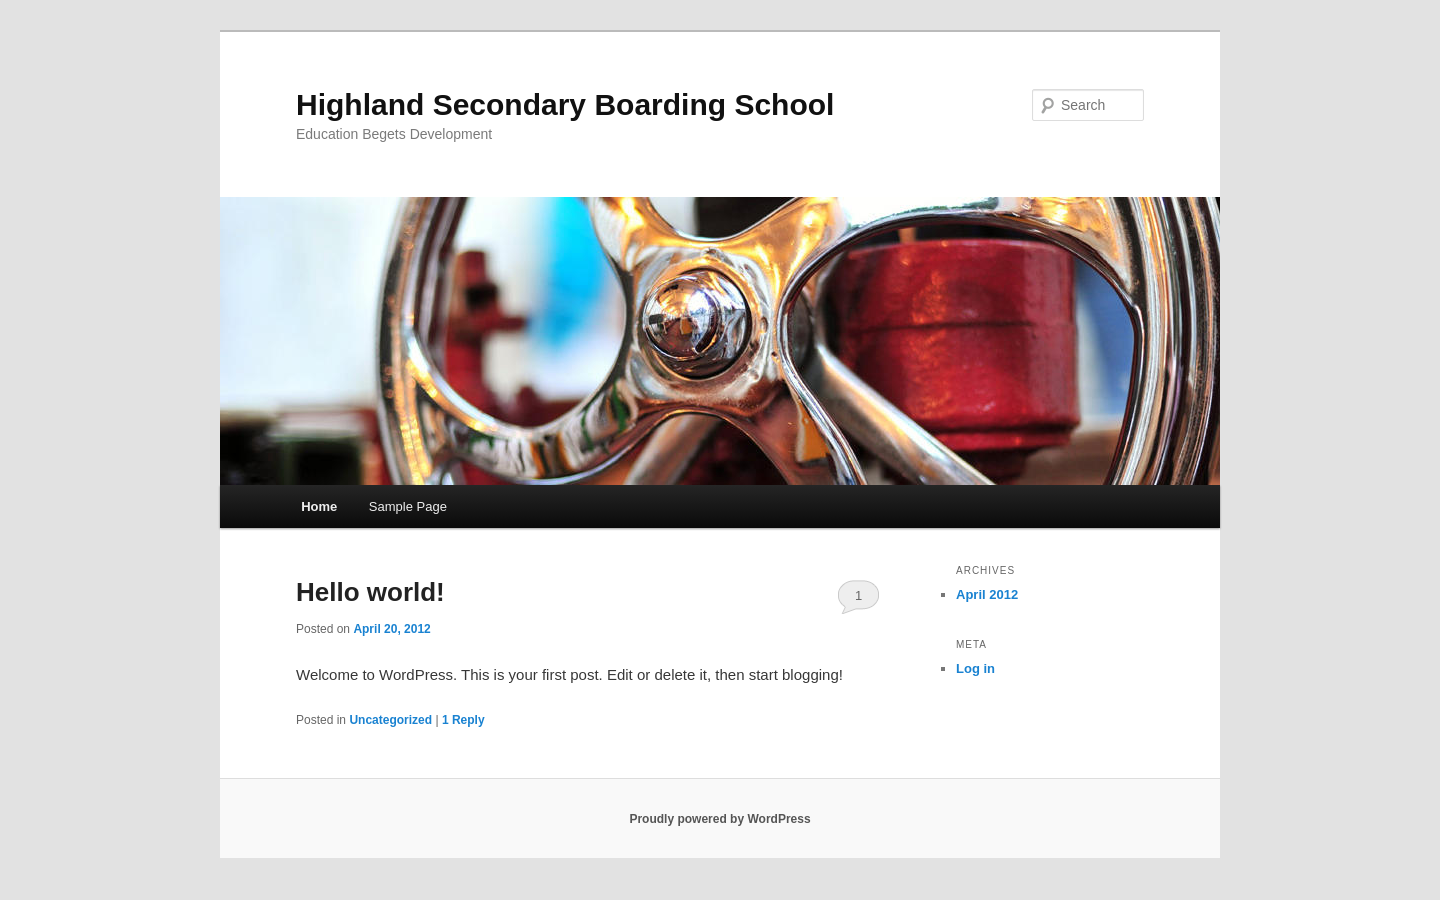 Highland Secondary Boarding School
Education Begets Development
Search
Home
Sample Page
Hello world!
1
Posted on April 20, 2012
Welcome to WordPress. This is your first post. Edit or delete it, then start blogging!
Posted in Uncategorized | 1 Reply
ARCHIVES
April 2012
META
Log in
Proudly powered by WordPress